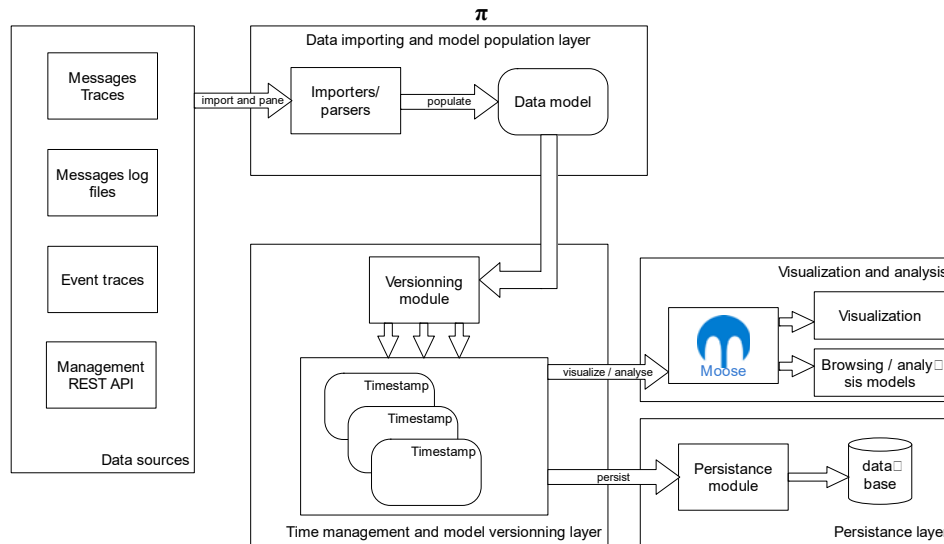 π
Data importing and model population layer
Messages
Traces
Messages log
files
Event traces
Management
REST API
Data sources
import and pane
Importers/
parsers
populate
Data model
Versionning
module
Timestamp
Timestamp
Timestamp
Time management and model versionning layer
visualize / analyse
persist
Visualization and analysis
Moose
Visualization
Browsing / analy□
sis models
Persistance
module
data□
base
Persistance layer